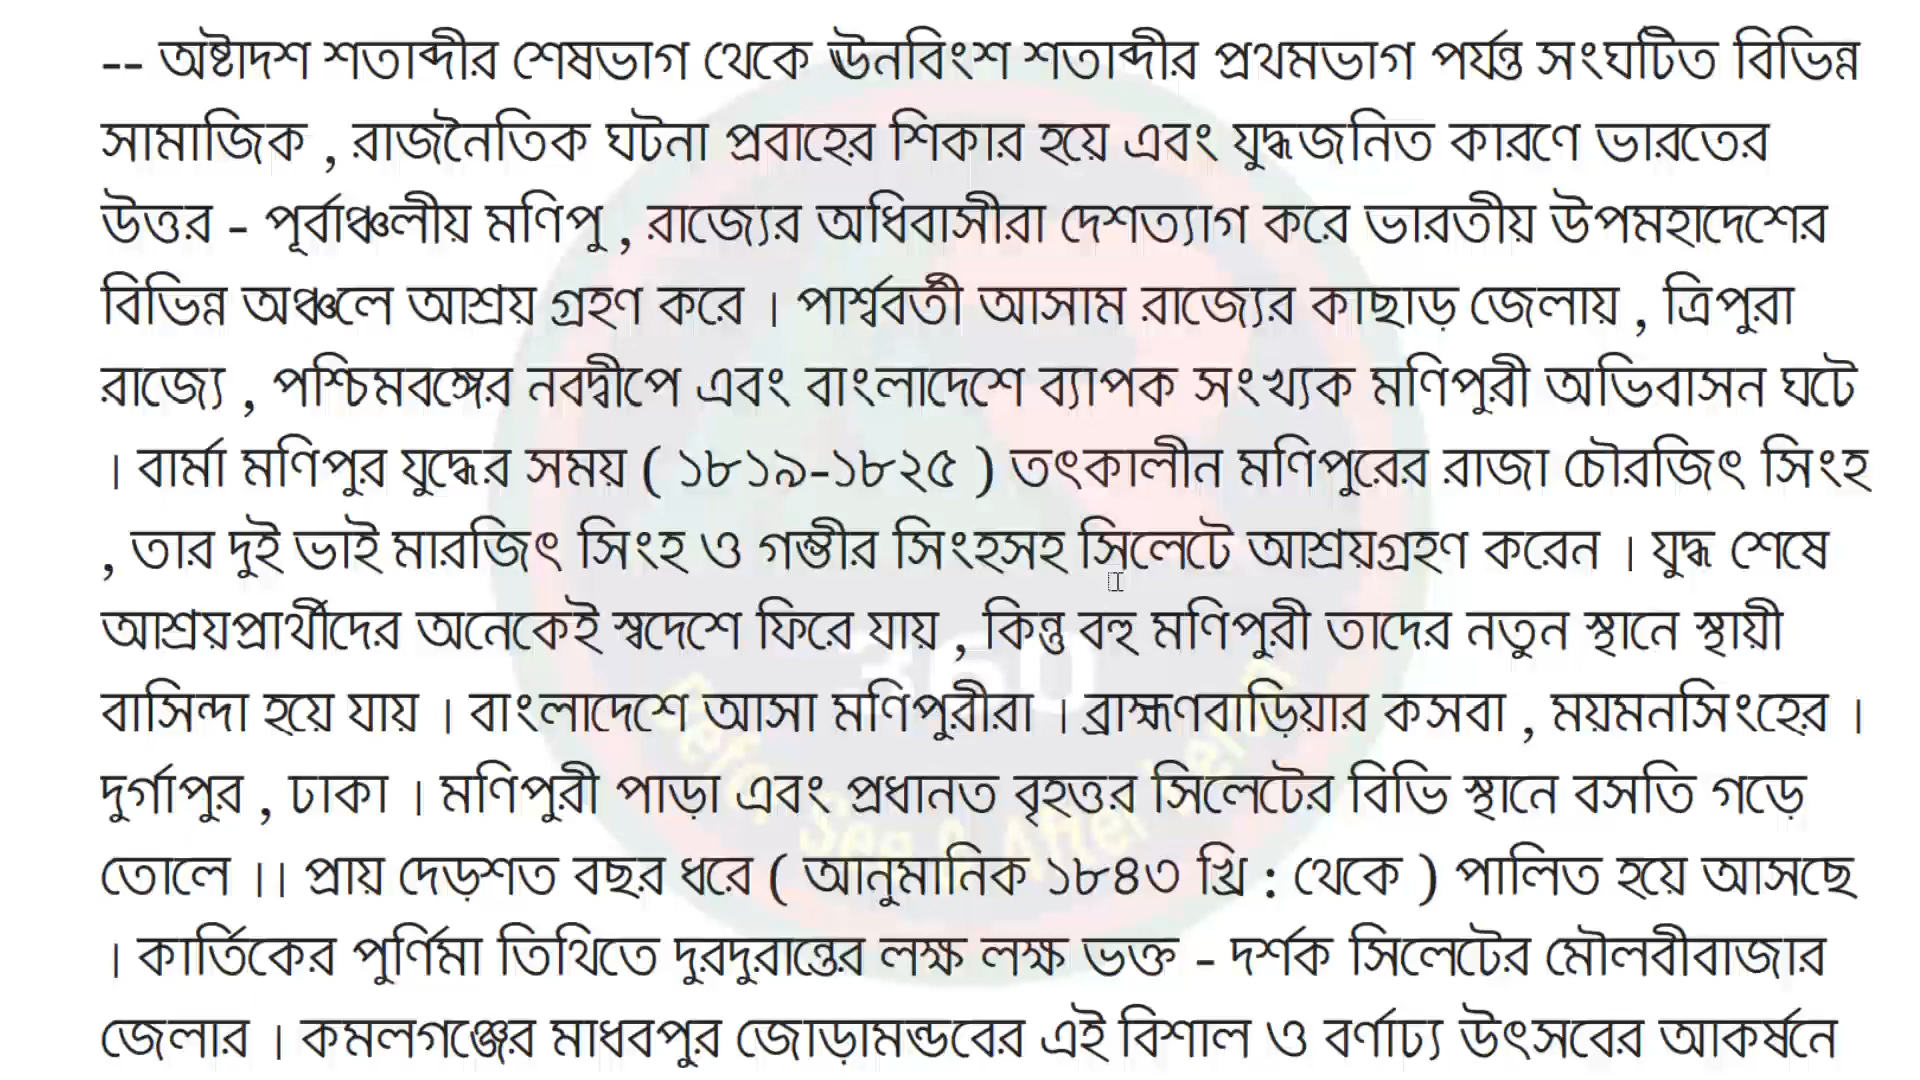 -- অষ্টাদশ শতাব্দীর শেষভাগ থেকে ঊনবিংশ শতাব্দীর প্রথমভাগ পর্যন্ত সংঘটিত বিভিন্ন
সামাজিক , রাজনৈতিক ঘটনা প্রবাহের শিকার হয়ে এবং যুদ্ধজনিত কারণে ভারতের
উত্তর - পূর্বাঞ্চলীয় মণিপু , রাজ্যের অধিবাসীরা দেশত্যাগ করে ভারতীয় উপমহাদেশের
বিভিন্ন অঞ্চলে আশ্রয় গ্রহণ করে । পার্শ্ববর্তী আসাম রাজ্যের কাছাড় জেলায় , ত্রিপুরা
রাজ্যে , পশ্চিমবঙ্গের নবদ্বীপে এবং বাংলাদেশে ব্যাপক সংখ্যক মণিপুরী অভিবাসন ঘটে
। বার্মা মণিপুর যুদ্ধের সময় ( ১৮১৯-১৮২৫ ) তৎকালীন মণিপুরের রাজা চৌরজিৎ সিংহ
, তার দুই ভাই মারজিৎ সিংহ ও গম্ভীর সিংহসহ সিলেটে আশ্রয়গ্রহণ করেন । যুদ্ধ শেষে
আশ্রয়প্রার্থীদের অনেকেই স্বদেশে ফিরে যায় , কিন্তু বহু মণিপুরী তাদের নতুন স্থানে স্থায়ী
বাসিন্দা হয়ে যায় । বাংলাদেশে আসা মণিপুরীরা । ব্রাহ্মণবাড়িয়ার কসবা , ময়মনসিংহের ।
দুর্গাপুর , ঢাকা । মণিপুরী পাড়া এবং প্রধানত বৃহত্তর সিলেটের বিভি স্থানে বসতি গড়ে
তোলে ।। প্রায় দেড়শত বছর ধরে ( আনুমানিক ১৮৪৩ খ্রি : থেকে ) পালিত হয়ে আসছে
। কার্তিকের পুর্ণিমা তিথিতে দুরদুরান্তের লক্ষ লক্ষ ভক্ত - দর্শক সিলেটের মৌলবীবাজার
জেলার । কমলগঞ্জের মাধবপুর জোড়ামন্ডবের এই বিশাল ও বর্ণাঢ্য উৎসবের আকর্ষনে
360